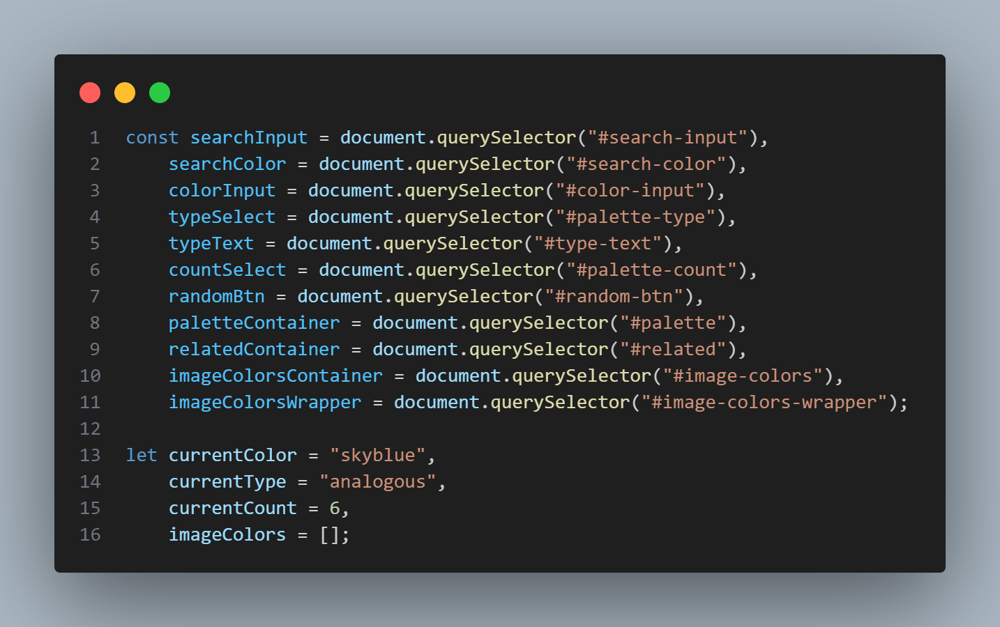 1 const searchInput = document.querySelector("#search-input"),
2     searchColor = document.querySelector("#search-color"),
3     colorInput = document.querySelector("#color-input"),
4     typeSelect = document.querySelector("#palette-type"),
5     typeText = document.querySelector("#type-text"),
6     countSelect = document.querySelector("#palette-count"),
7     randomBtn = document.querySelector("#random-btn"),
8     paletteContainer = document.querySelector("#palette"),
9     relatedContainer = document.querySelector("#related"),
10     imageColorsContainer = document.querySelector("#image-colors"),
11     imageColorsWrapper = document.querySelector("#image-colors-wrapper");
12
13 let currentColor = "skyblue",
14     currentType = "analogous",
15     currentCount = 6,
16     imageColors = [];